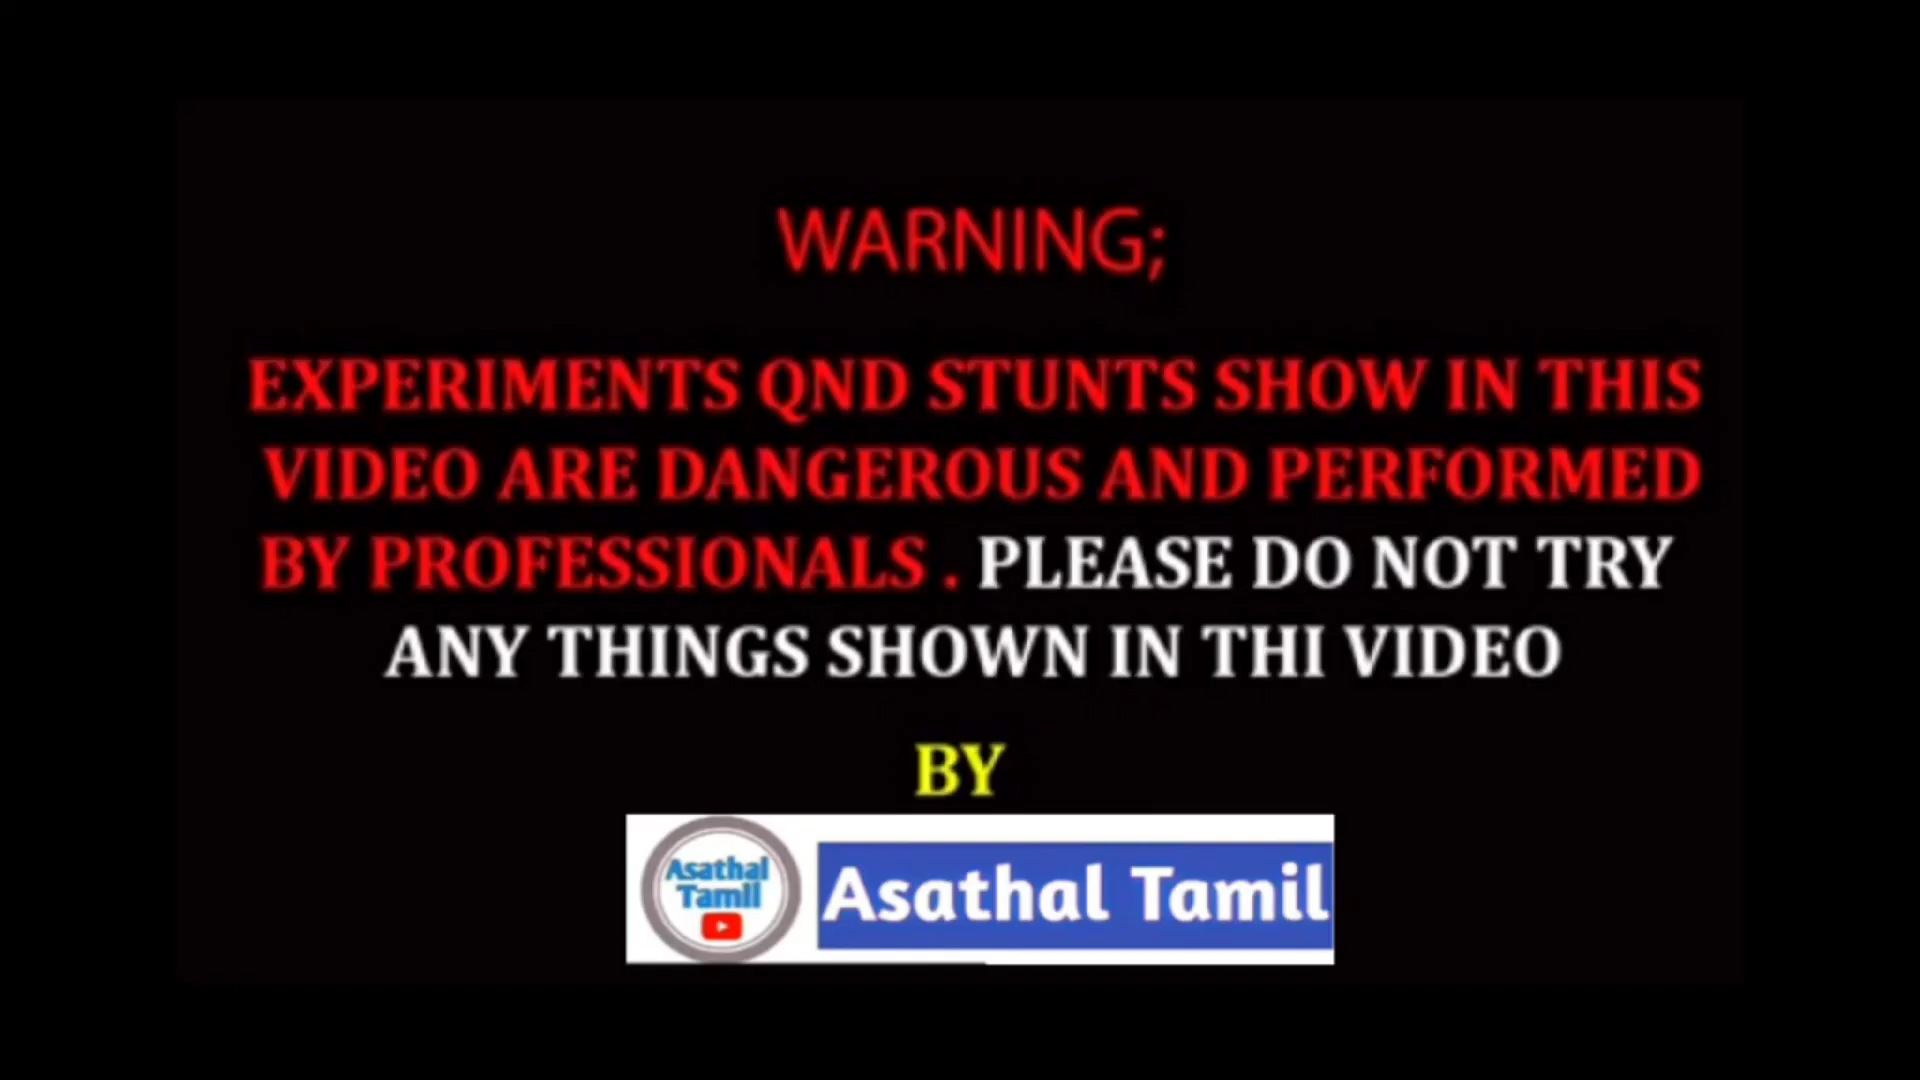 WARNING;
EXPERIMENTS QND STUNTS SHOW IN THIS
VIDEO ARE DANGEROUS AND PERFORMED
BY PROFESSIONALS . PLEASE DO NOT TRY
ANY THINGS SHOWN IN THI VIDEO
BY
Asathal
Tamil
Asathal Tamil